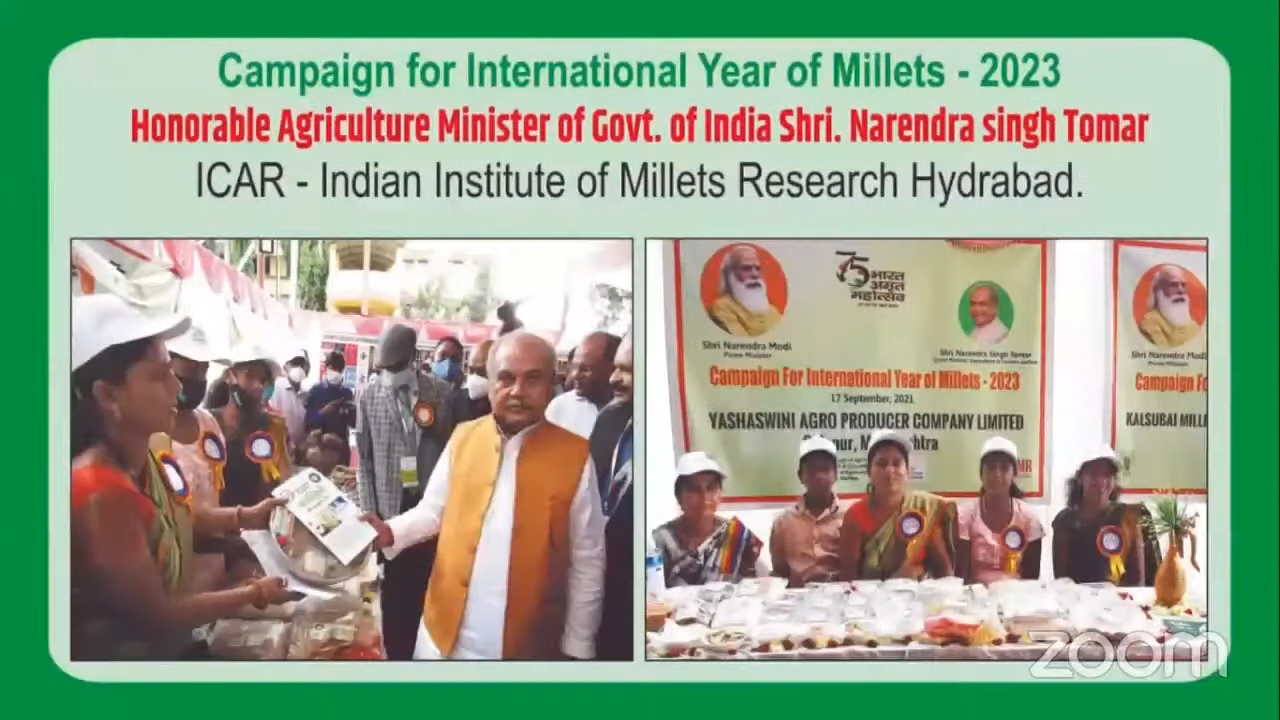 Campaign for International Year of Millets - 2023
Honorable Agriculture Minister of Govt. of India Shri. Narendra singh Tomar
ICAR - Indian Institute of Millets Research Hydrabad.
75
भारत
अमृत
महोत्सव
Shri Narendra Modi
Prime Minister
Shri Narendra Singh Tomar
Campaign For International Year of Millets - 2023
17 September, 2021
YASHASWINI AGRO PRODUCER COMPANY LIMITED
Shri Narendra Modi
Prime Minister
Campaign Fo
KALSUBAI MILL
zoom